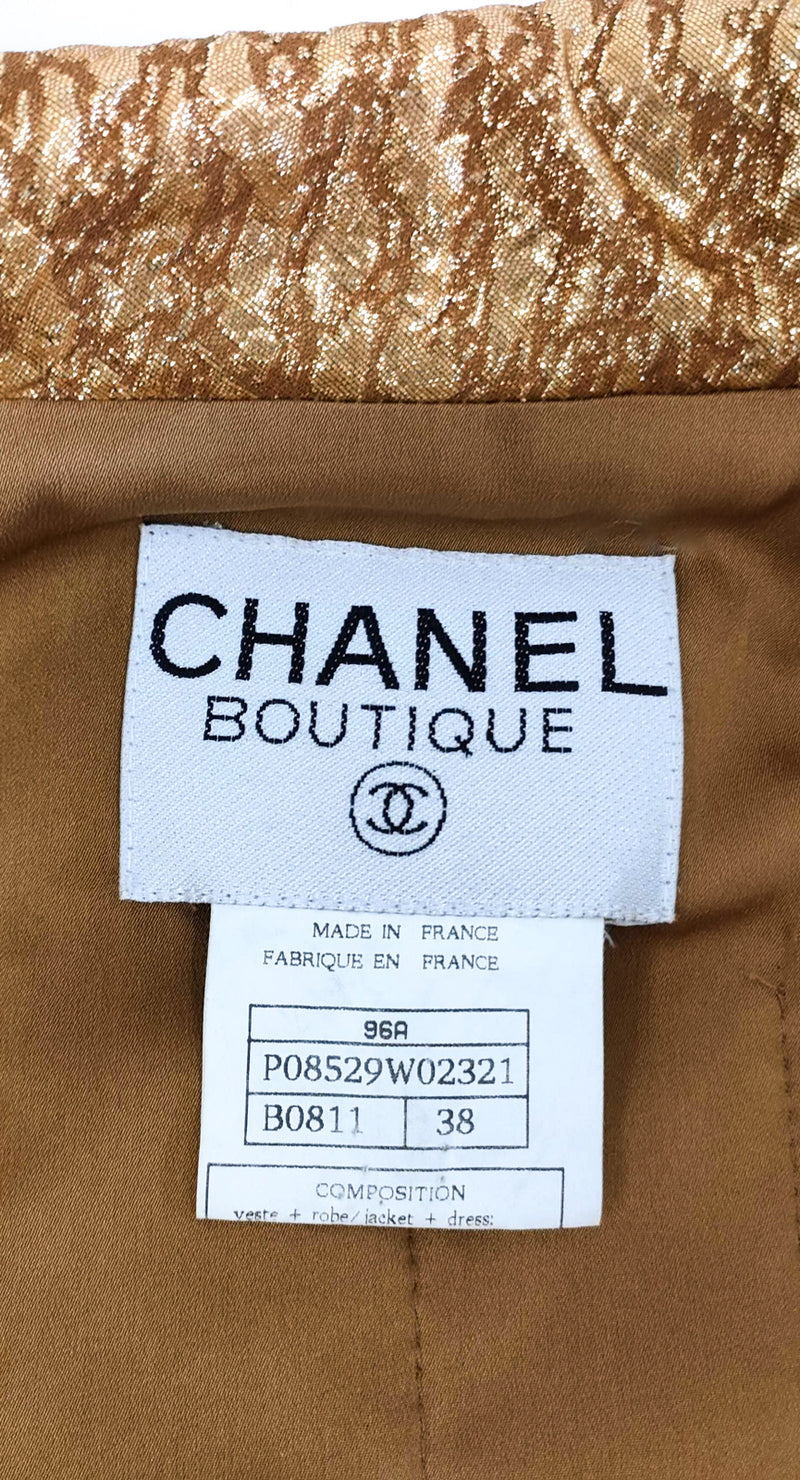 CHANEL
BOUTIQUE
MADE IN FRANCE
FABRIQUE EN FRANCE
96A
P08529W02321
B0811 38
COMPOSITION
veste + robe/jacket + dress: